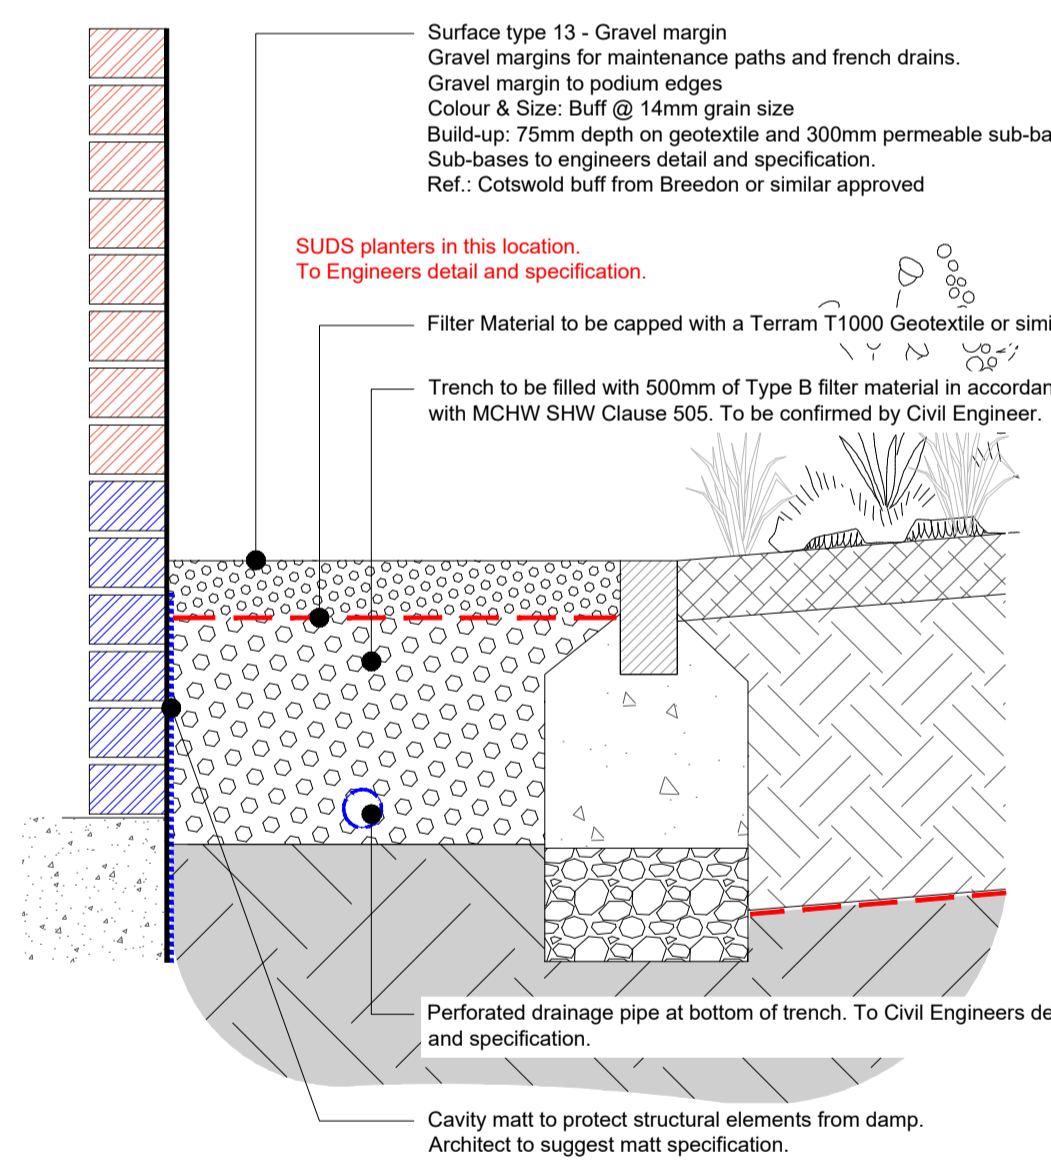 Surface type 13 - Gravel margin
Gravel margins for maintenance paths and french drains.
Gravel margin to podium edges
Colour & Size: Buff @ 14mm grain size
Build-up: 75mm depth on geotextile and 300mm permeable sub-ba
Sub-bases to engineers detail and specification.
Ref.: Cotswold buff from Breedon or similar approved
SUDS planters in this location.
To Engineers detail and specification.
Filter Material to be capped with a Terram T1000 Geotextile or simi
Trench to be filled with 500mm of Type B filter material in accordan
with MCHW SHW Clause 505. To be confirmed by Civil Engineer.
Perforated drainage pipe at bottom of trench. To Civil Engineers de
and specification.
Cavity matt to protect structural elements from damp.
Architect to suggest matt specification.